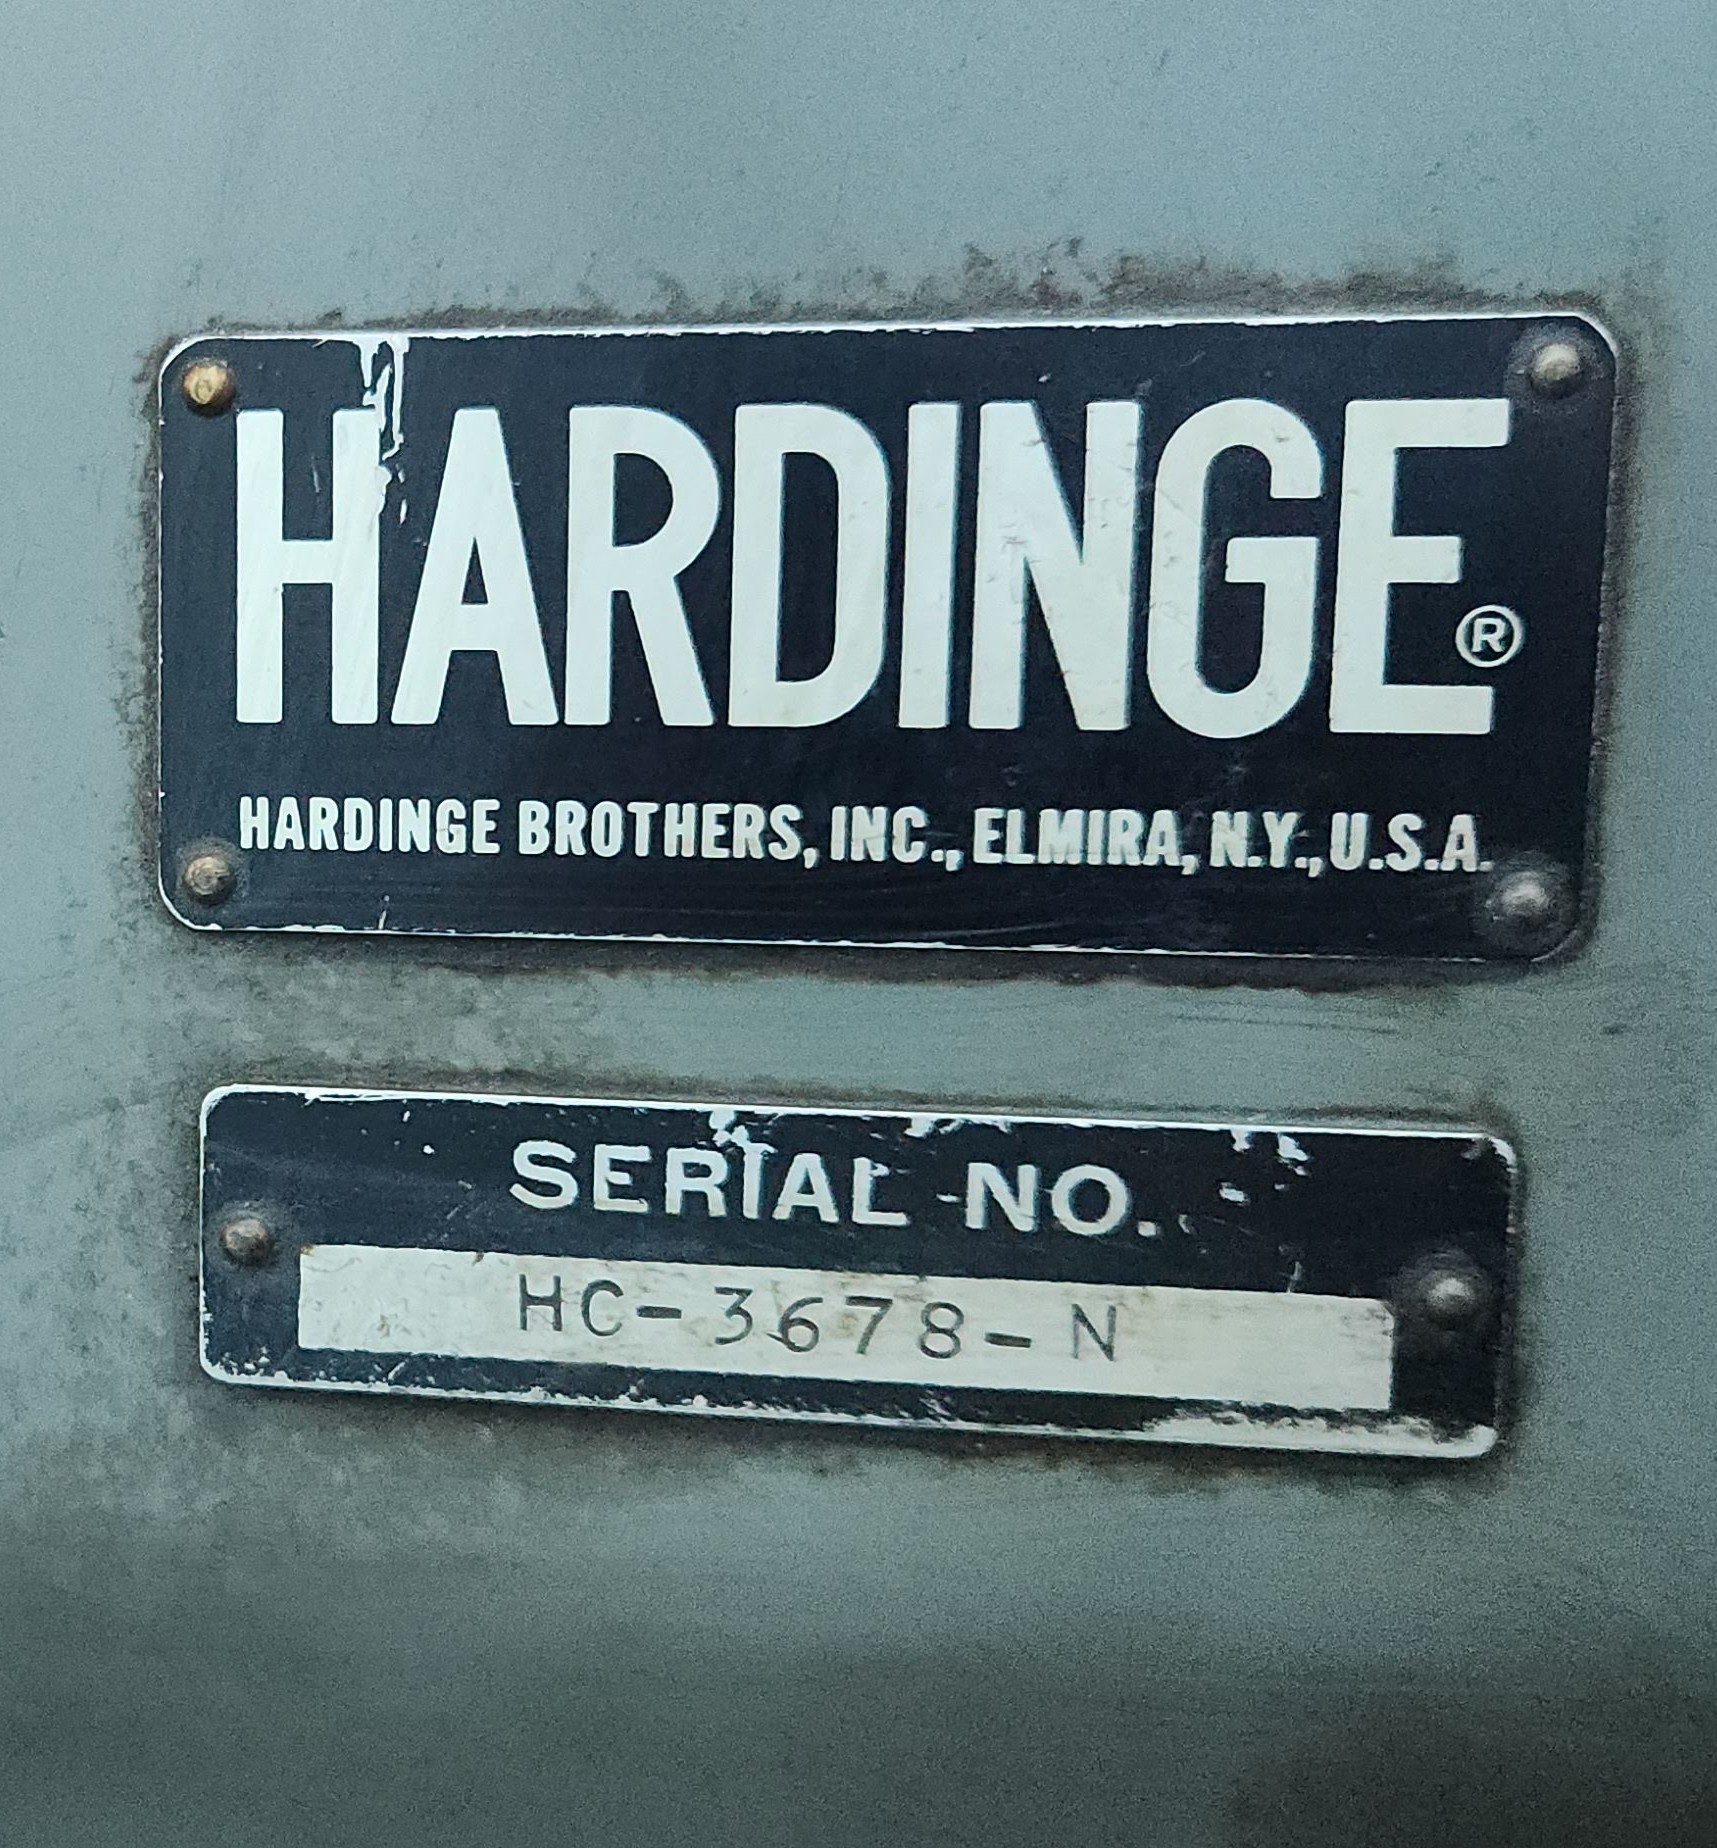 HARDINGE®
HARDINGE BROTHERS, INC., ELMIRA, N.Y., U.S.A.
SERIAL NO.
HC-3678-N